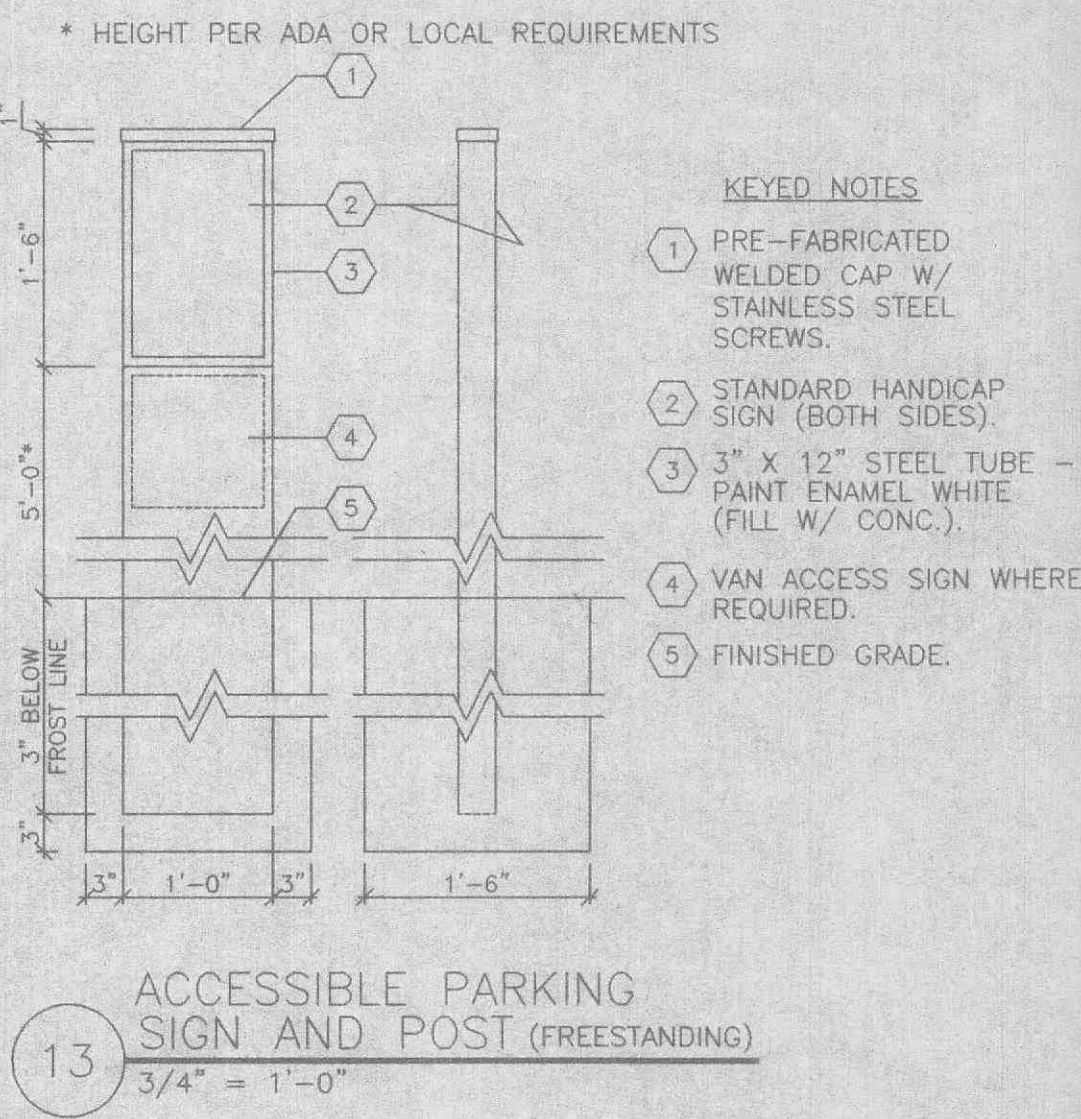 * HEIGHT PER ADA OR LOCAL REQUIREMENTS
1
1"
2
3
1'-6"
4
5'-0"*
5
3" BELOW
FROST LINE
3"
3"
1'-0"
3"
1'-6"
KEYED NOTES
1 PRE-FABRICATED
WELDED CAP W/
STAINLESS STEEL
SCREWS.
2 STANDARD HANDICAP
SIGN (BOTH SIDES).
3 3" X 12" STEEL TUBE -
PAINT ENAMEL WHITE
(FILL W/ CONC.).
4 VAN ACCESS SIGN WHERE
REQUIRED.
5 FINISHED GRADE.
13
ACCESSIBLE PARKING
SIGN AND POST (FREESTANDING)
3/4" = 1'-0"